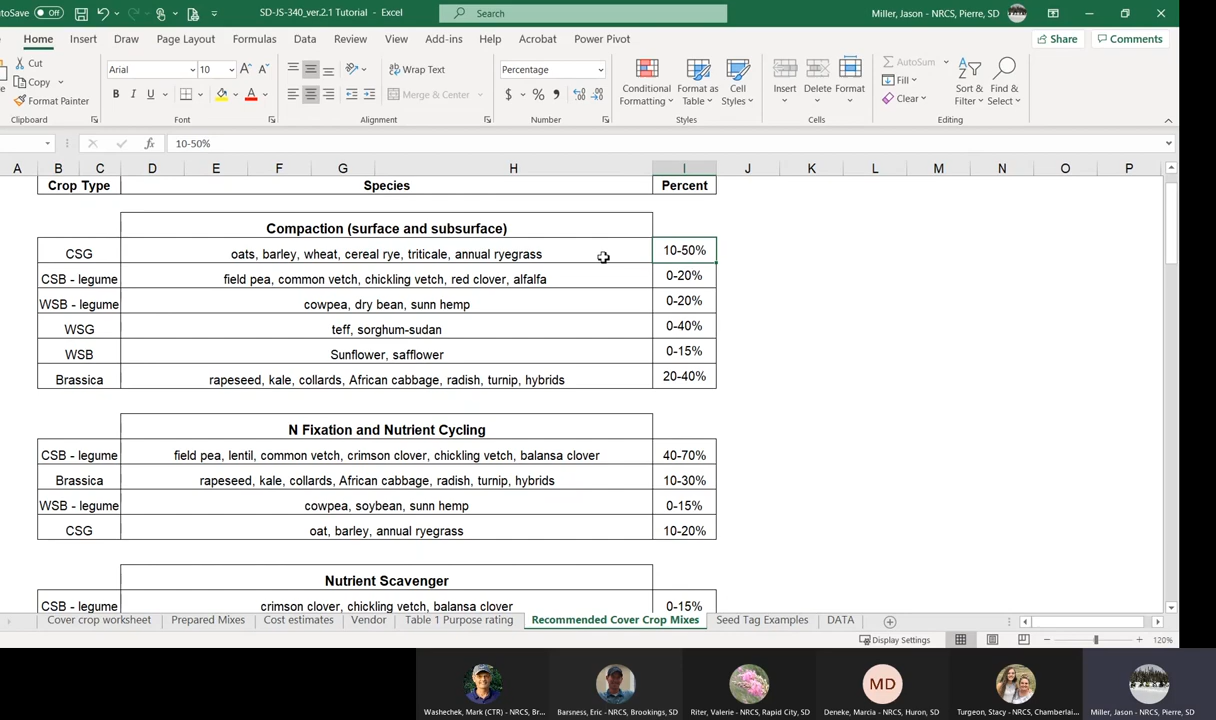 utoSave Off SD-JS-340_ver.2.1 Tutorial - Excel Search Miller, Jason - NRCS, Pierre, SD
Home Insert Draw Page Layout Formulas Data Review View Add-ins Help Acrobat Power Pivot Share Comments
Cut Arial 10 Wrap Text Percentage AutoSum
Copy Fill
Format Painter Merge & Center Conditional Formatting Format as Table Cell Styles Insert Delete Format Clear Sort & Filter Find & Select
Clipboard Font Alignment Number Styles Cells Editing
10-50%
A B C D E F G H I J K L M N O P
Crop Type Species Percent
Compaction (surface and subsurface)
CSG oats, barley, wheat, cereal rye, triticale, annual ryegrass 10-50%
CSB - legume field pea, common vetch, chickling vetch, red clover, alfalfa 0-20%
WSB - legume cowpea, dry bean, sunn hemp 0-20%
WSG teff, sorghum-sudan 0-40%
WSB Sunflower, safflower 0-15%
Brassica rapeseed, kale, collards, African cabbage, radish, turnip, hybrids 20-40%
N Fixation and Nutrient Cycling
CSB - legume field pea, lentil, common vetch, crimson clover, chickling vetch, balansa clover 40-70%
Brassica rapeseed, kale, collards, African cabbage, radish, turnip, hybrids 10-30%
WSB - legume cowpea, soybean, sunn hemp 0-15%
CSG oat, barley, annual ryegrass 10-20%
Nutrient Scavenger
CSB - legume crimson clover, chickling vetch, balansa clover 0-15%
Cover crop worksheet Prepared Mixes Cost estimates Vendor Table 1 Purpose rating Recommended Cover Crop Mixes Seed Tag Examples DATA
Display Settings 120%
MD
Washechek, Mark (CTR) - NRCS, Br... Barsness, Eric - NRCS, Brookings, SD Riter, Valerie - NRCS, Rapid City, SD Deneke, Marcia - NRCS, Huron, SD Turgeon, Stacy - NRCS, Chamberlai... Miller, Jason - NRCS, Pierre, SD